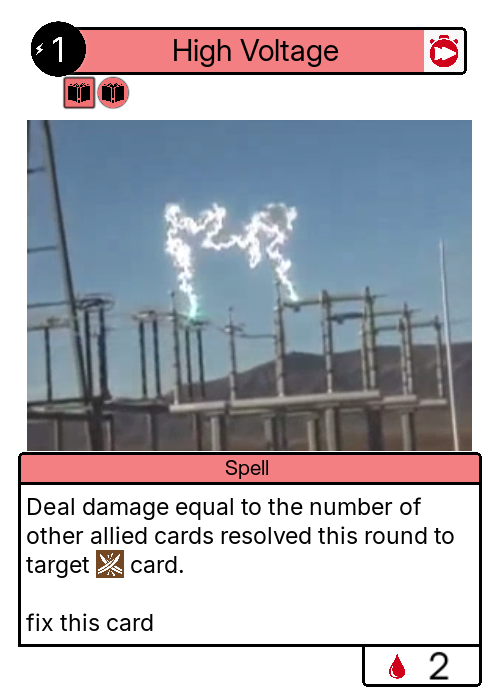 1
High Voltage
Spell
Deal damage equal to the number of
other allied cards resolved this round to
target card.
fix this card
2